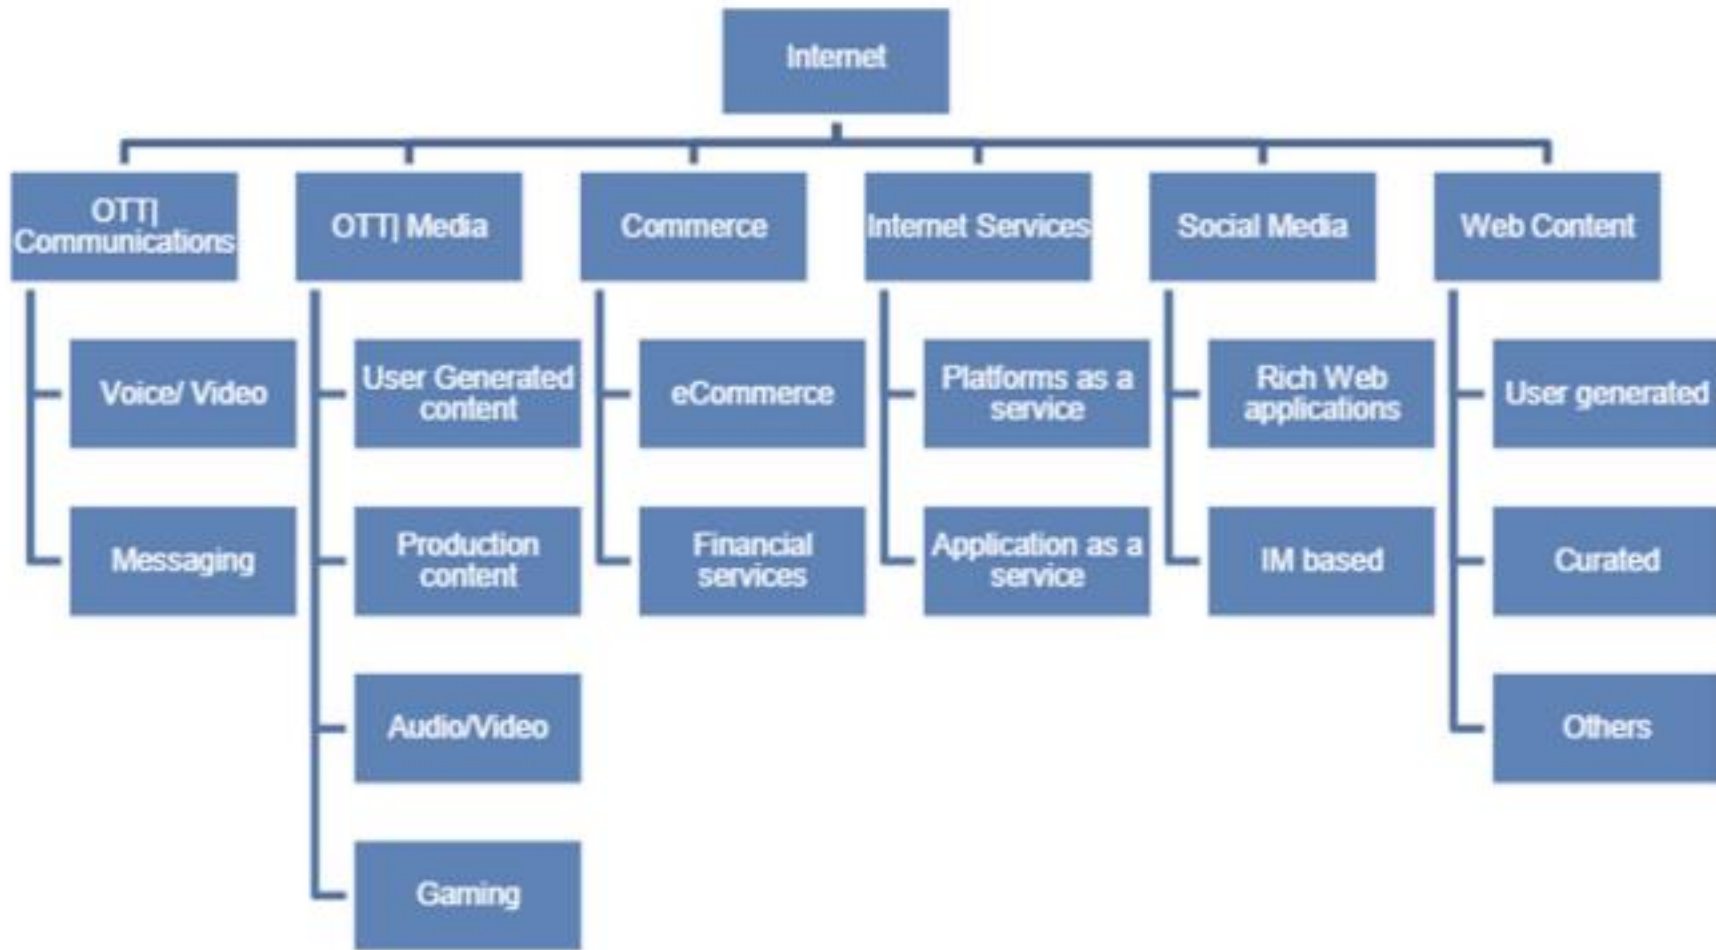 Internet
OTT|
Communications
OTT| Media
Commerce
Internet Services
Social Media
Web Content
Voice/ Video
User Generated
content
eCommerce
Platforms as a
service
Rich Web
applications
User generated
Messaging
Production
content
Financial
services
Application as a
service
IM based
Curated
Audio/Video
Others
Gaming